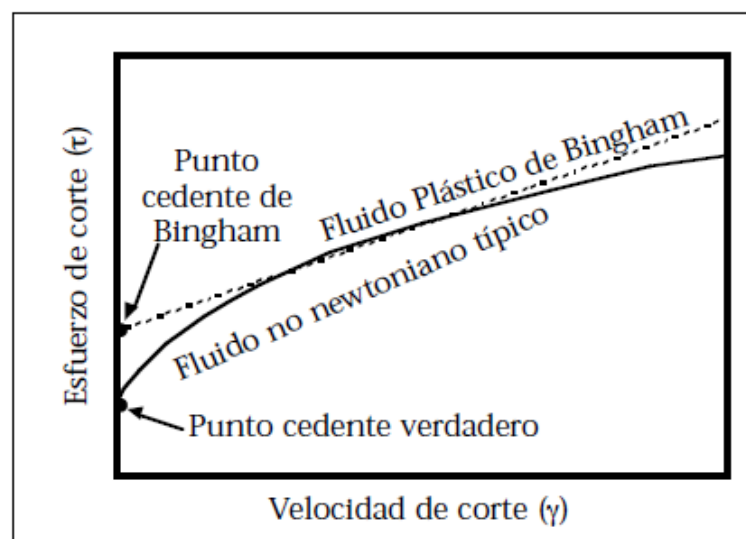 Esfuerzo de corte (τ)
Punto
cedente de
Bingham
Fluido Plástico de Bingham
Fluido no newtoniano típico
Punto cedente verdadero
Velocidad de corte (γ)